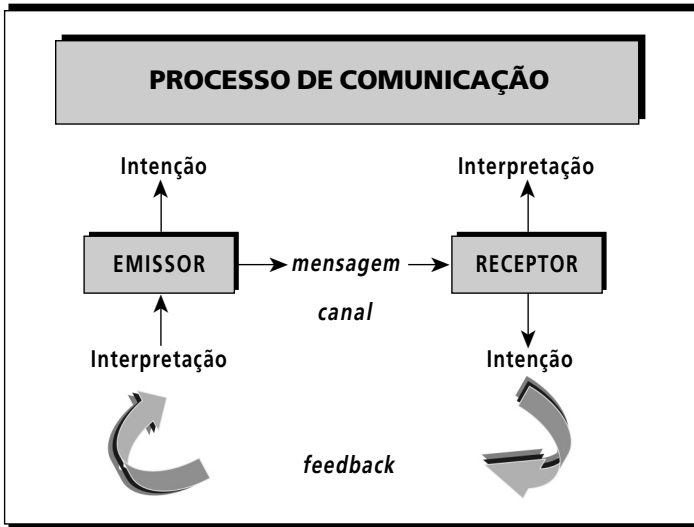 PROCESSO DE COMUNICAÇÃO
Intenção Interpretação
EMISSOR mensagem RECEPTOR
canal
Interpretação Intenção
feedback